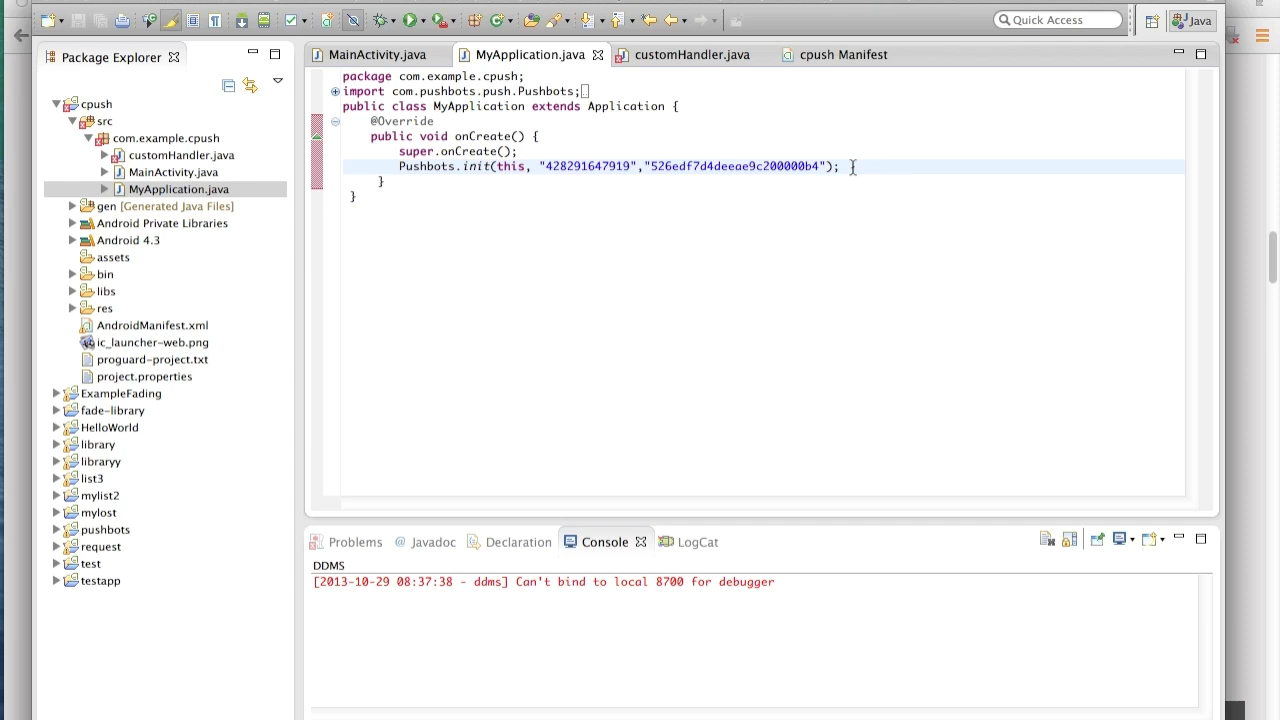 Quick Access
Java
Package Explorer
MainActivity.java
MyApplication.java
customHandler.java
cpush Manifest
cpush
src
com.example.cpush
customHandler.java
MainActivity.java
MyApplication.java
gen [Generated Java Files]
Android Private Libraries
Android 4.3
assets
bin
libs
res
AndroidManifest.xml
ic_launcher-web.png
proguard-project.txt
project.properties
ExampleFading
fade-library
HelloWorld
library
libraryy
list3
mylist2
mylost
pushbots
request
test
testapp
package com.example.cpush;
import com.pushbots.push.Pushbots;
public class MyApplication extends Application {
@Override
public void onCreate() {
super.onCreate();
Pushbots.init(this, "428291647919","526edf7d4deeae9c200000b4");
}
}
Problems
@ Javadoc
Declaration
Console
LogCat
DDMS
[2013-10-29 08:37:38 - ddms] Can't bind to local 8700 for debugger